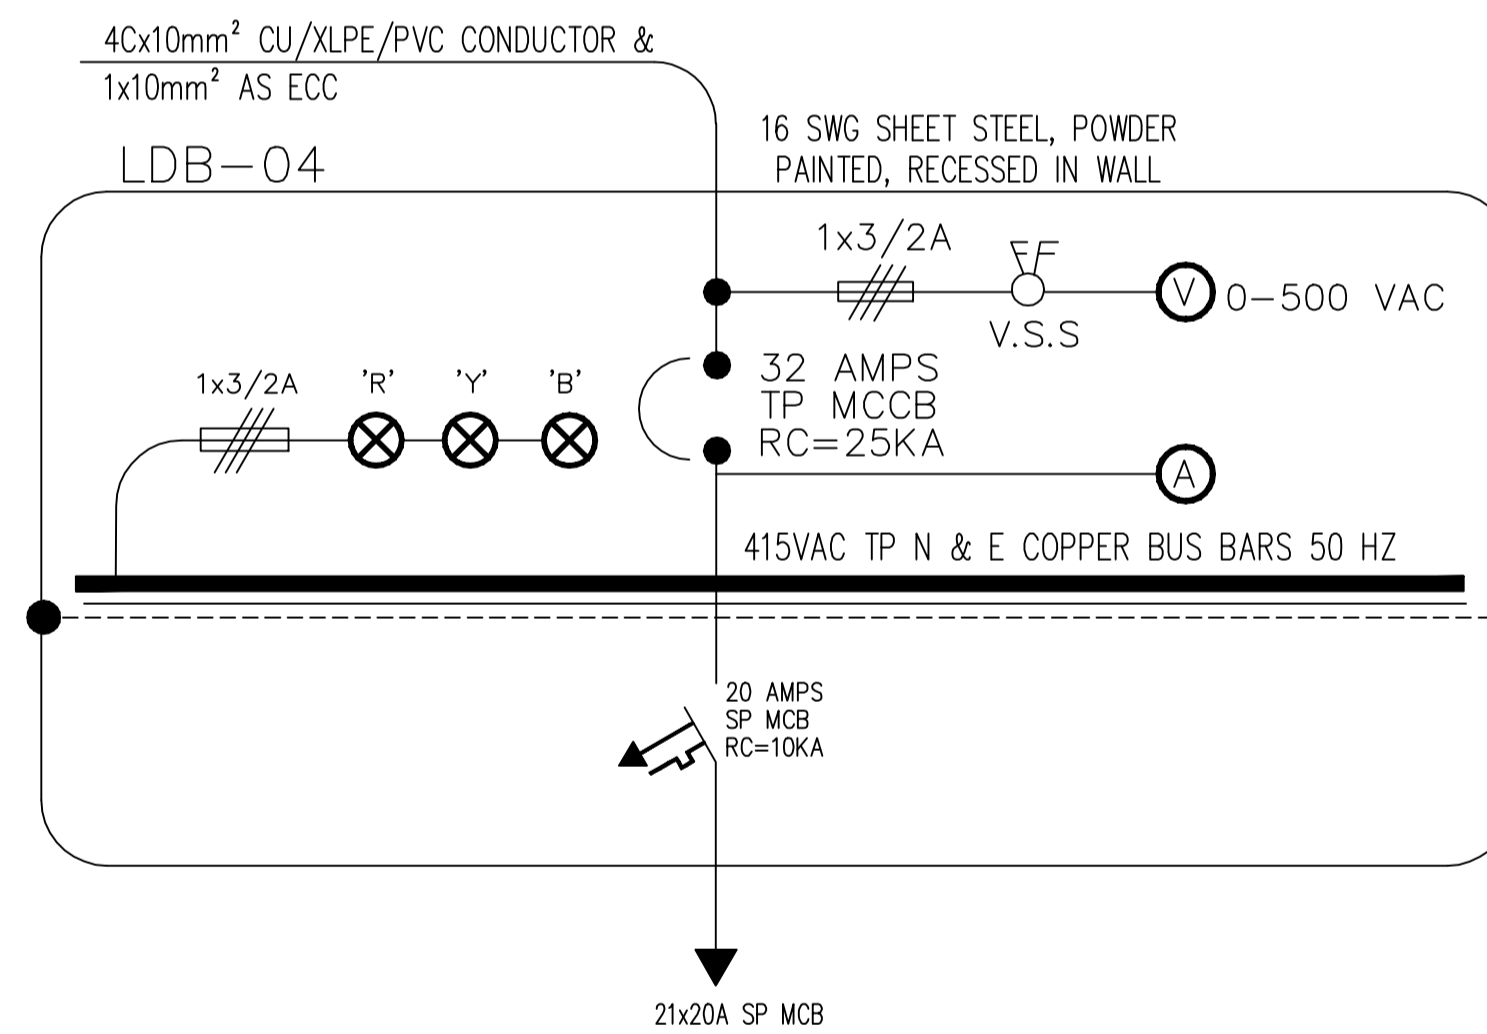 4Cx10mm² CU/XLPE/PVC CONDUCTOR &
1x10mm² AS ECC
LDB-04
16 SWG SHEET STEEL, POWDER
PAINTED, RECESSED IN WALL
1x3/2A
V.S.S
V
0-500 VAC
1x3/2A
'R'
'Y'
'B'
32 AMPS
TP MCCB
RC=25KA
A
415VAC TP N & E COPPER BUS BARS 50 HZ
20 AMPS
SP MCB
RC=10KA
21x20A SP MCB